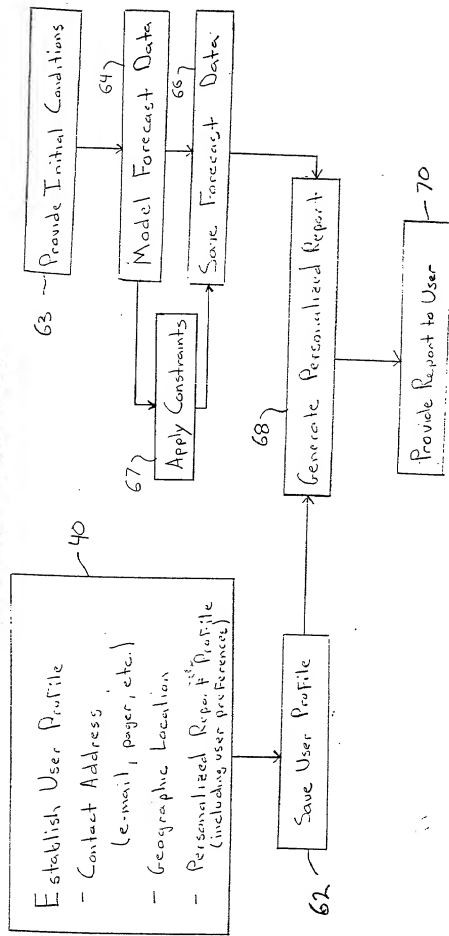 40
Establish User Profile
- Contact Address
(e-mail, pager, etc.)
- Geographic Location
- Personalized Report Profile
(including user preferences)
62
Save User Profile
63
Provide Initial Conditions
64
Model Forecast Data
67
Apply Constraints
66
Save Forecast Data
68
Generate Personalized Report
70
Provide Report to User